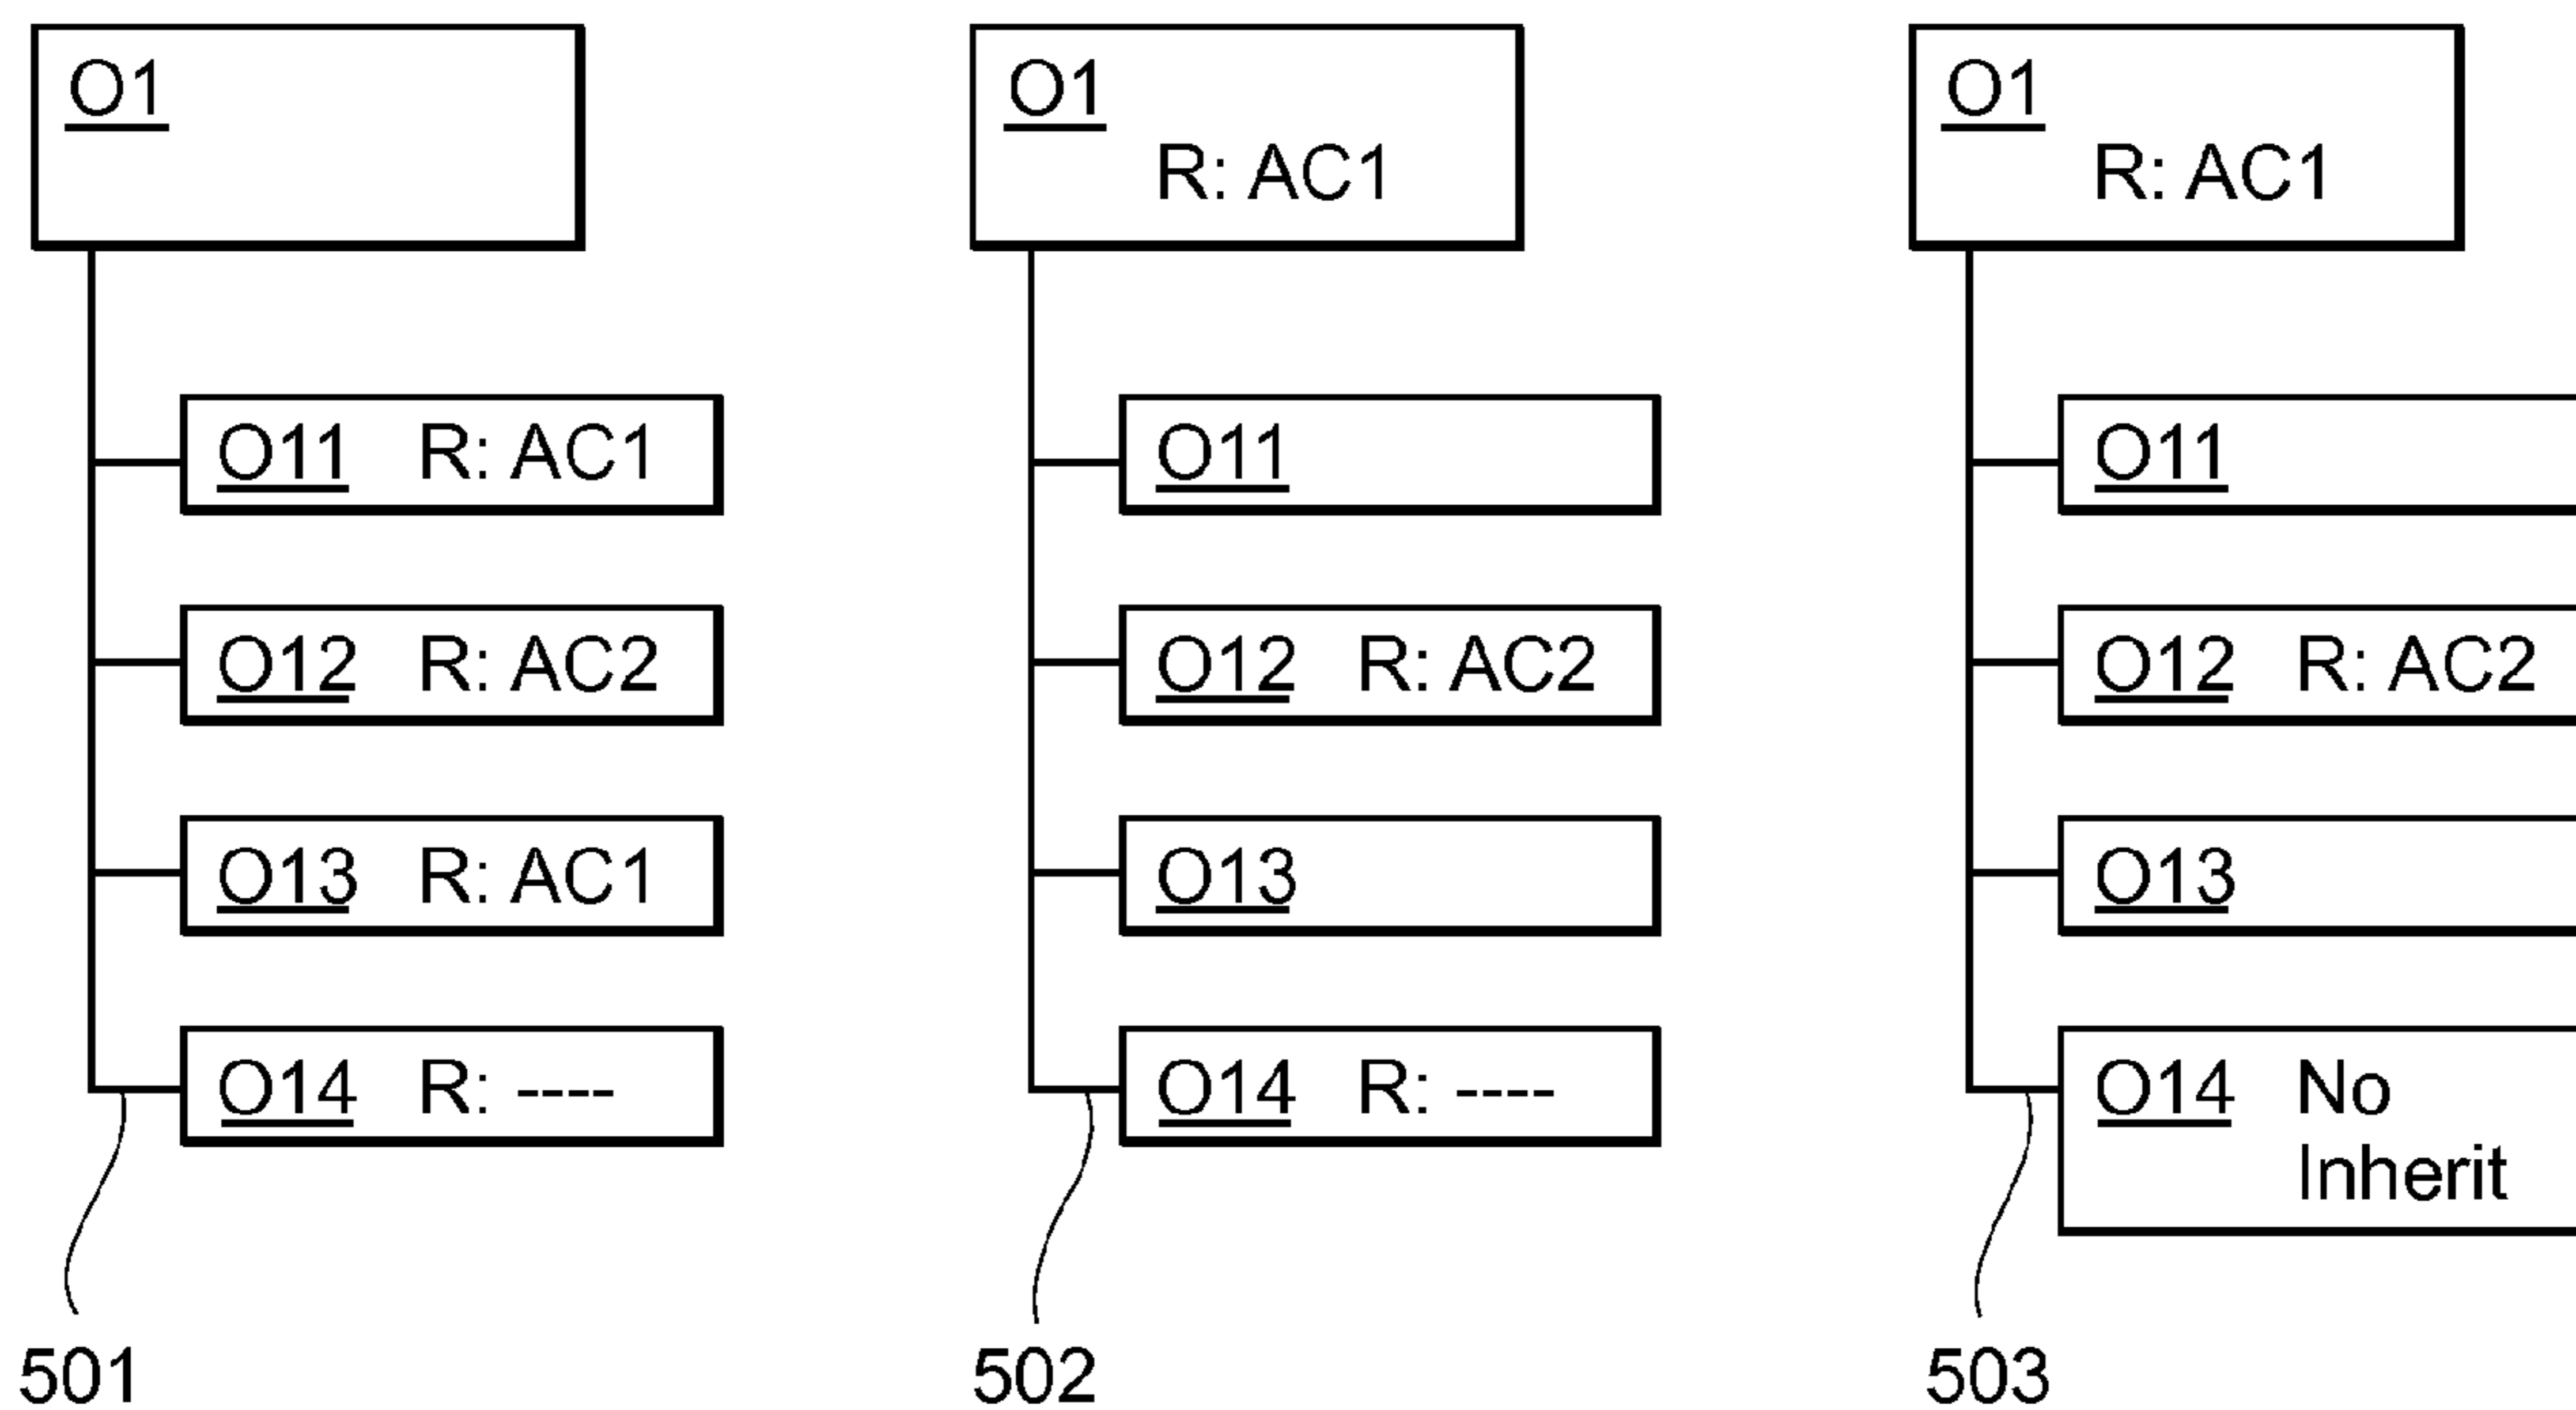 O1
O11 R: AC1
O12 R: AC2
O13 R: AC1
O14 R: ----
501
O1
R: AC1
O11
O12 R: AC2
O13
O14 R: ----
502
O1
R: AC1
O11
O12 R: AC2
O13
O14 No
Inherit
503